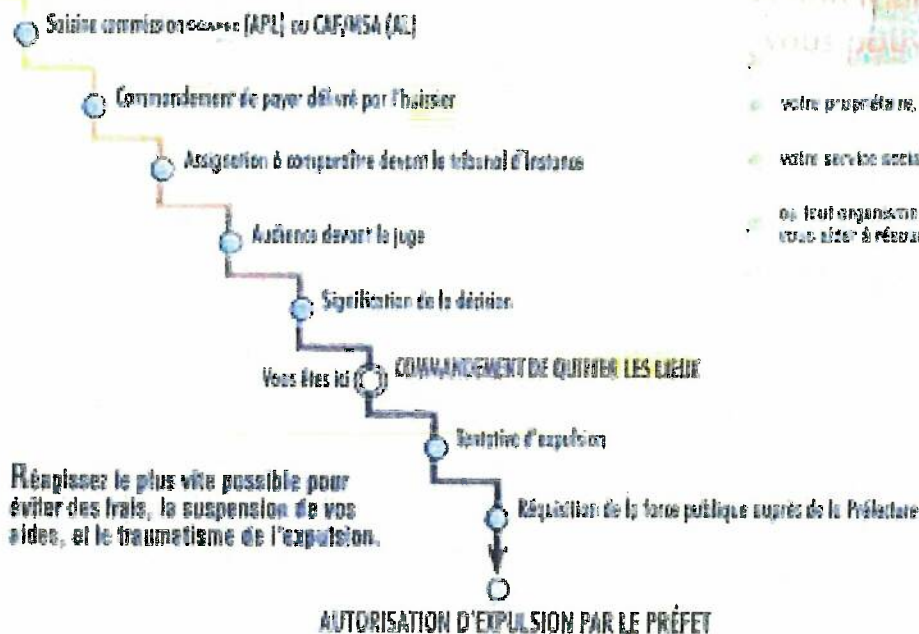 Saisine commission (APL) ou CAF/MSA (AL)
Commandement de payer délivré par l'huissier
Assignation à comparaître devant le tribunal d'Instance
Audience devant le juge
Signification de la décision
Vous êtes ici
COMMANDEMENT DE QUITTER LES LIEUX
Tentative d'expulsion
Réquisition de la force publique auprès de la Préfecture
AUTORISATION D'EXPULSION PAR LE PRÉFET
Réagissez le plus vite possible pour
éviter des frais, la suspension de vos
aides, et le traumatisme de l'expulsion.
votre propriétaire,
votre service social
ou tout organisme
vous aider à